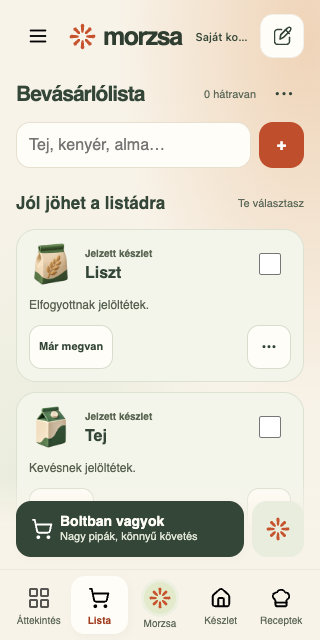 morzsa
Saját ko...
Bevásárlólista
0 hátravan
Tej, kenyér, alma...
Jól jöhet a listádra
Te választasz
Jelzett készlet
Liszt
Elfogyottnak jelöltétek.
Már megvan
Jelzett készlet
Tej
Kevésnek jelöltétek.
Boltban vagyok
Nagy pipák, könnyű követés
Áttekintés
Lista
Morzsa
Készlet
Receptek